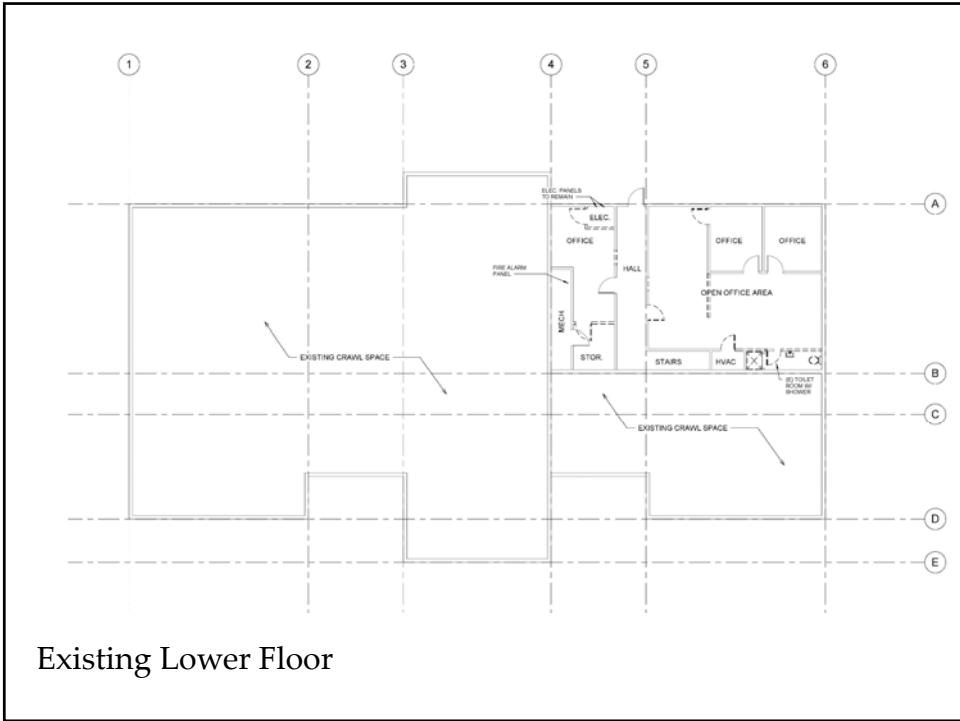 1 2 3 4 5 6
A
ELEC. PANELS
TO REMAIN
ELEC.
OFFICE
OFFICE
OFFICE
HALL
FIRE ALARM
PANEL
OPEN OFFICE AREA
MECH
EXISTING CRAWL SPACE
STOR.
STAIRS
HVAC
B
(E) TOILET
ROOM W/
SHOWER
C
EXISTING CRAWL SPACE
D
E
Existing Lower Floor